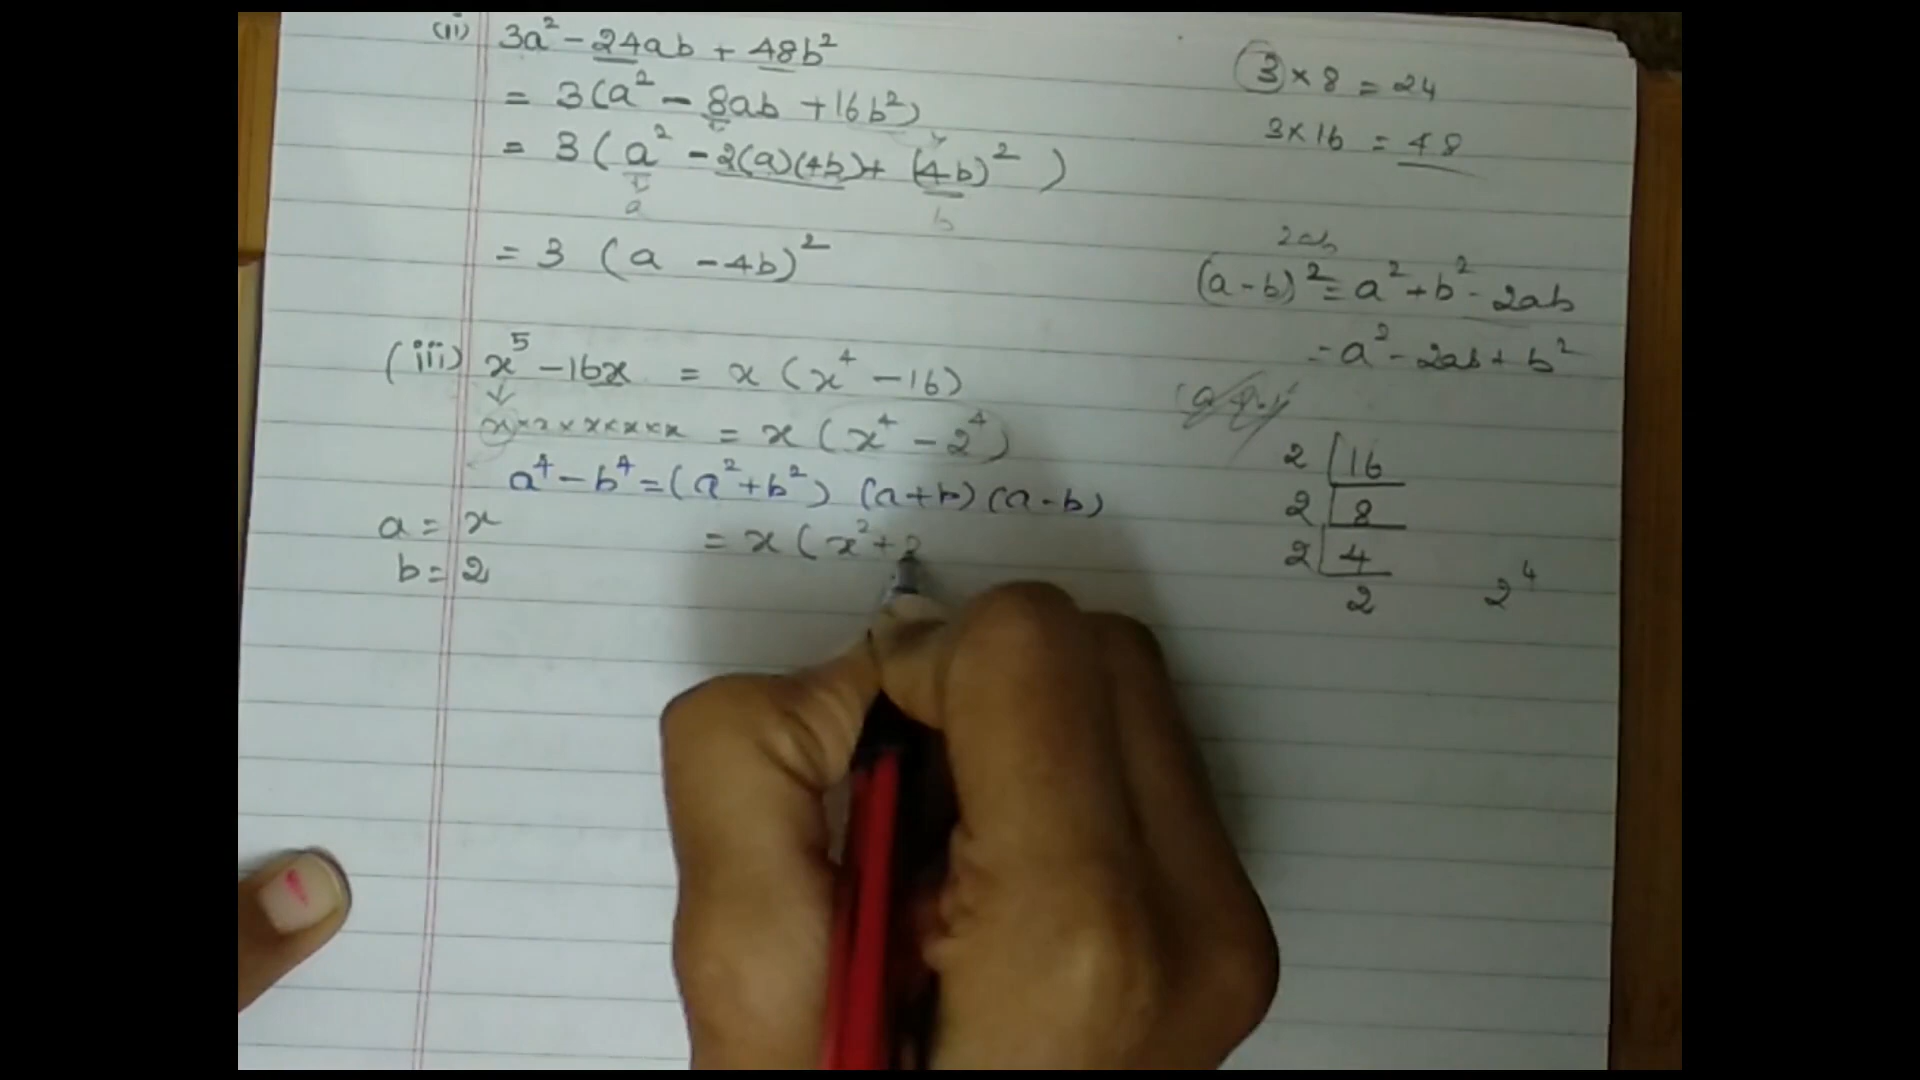 (ii) 3a² - 24ab + 48b²
= 3(a² - 8ab + 16b²)
= 3(a² - 2(a)(4b) + (4b)²)
a b
= 3 (a - 4b)²
(iii) x⁵ - 16x = x (x⁴ - 16)
= x (x⁴ - 2⁴)
a⁴ - b⁴ = (a² + b²) (a+b) (a-b)
a = x
b = 2
= x (x² + 2
3 × 8 = 24
3 × 16 = 48
2ab
(a - b)² = a² + b² - 2ab
= a² - 2ab + b²
2 | 16
2 | 8
2 | 4
2
2⁴